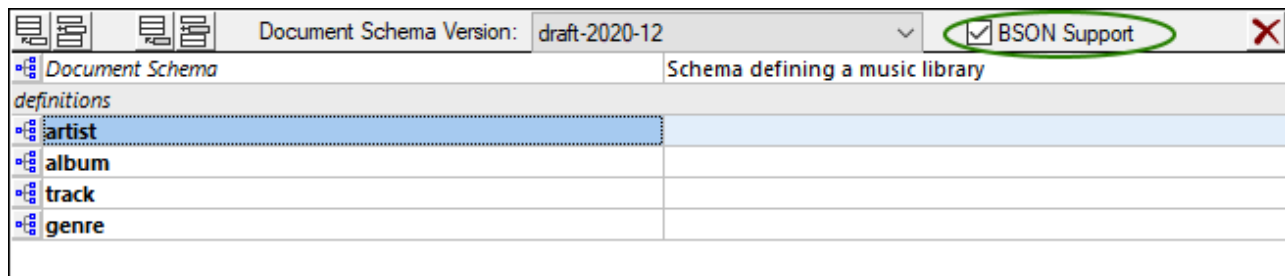 Document Schema Version: draft-2020-12 BSON Support
Document Schema Schema defining a music library
definitions
artist
album
track
genre